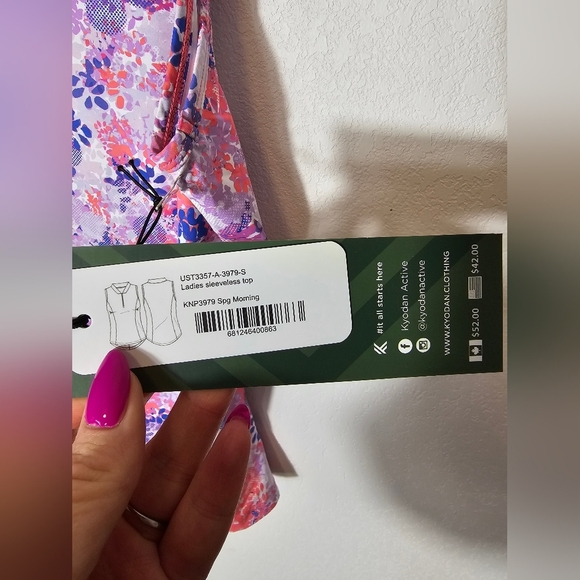 UST3357-A-3979-S
Ladies sleeveless top
KNP3979 Spg Morning
681246400863
#it all starts here
Kyodan Active
@kyodanactive
WWW.KYODAN.CLOTHING
$52.00
$42.00